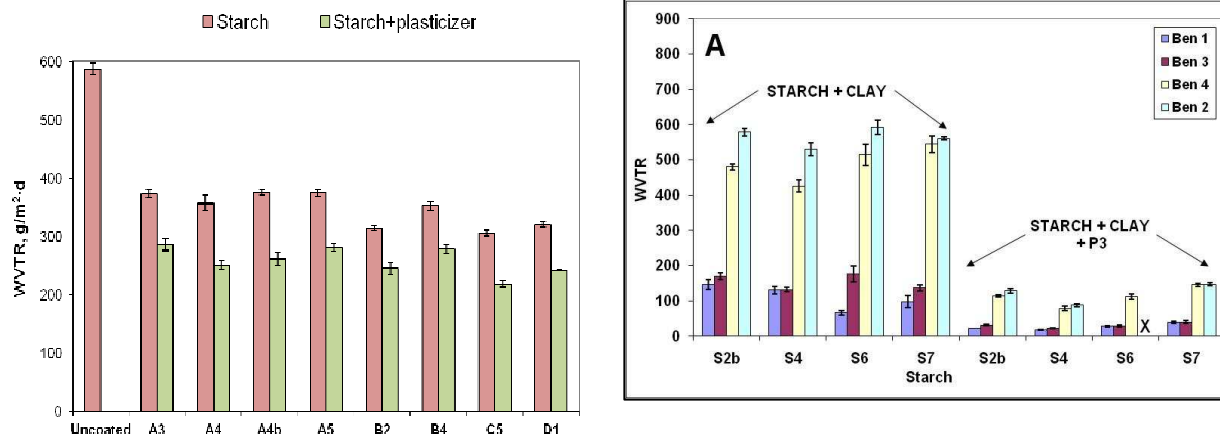 Starch Starch+plasticizer
WVTR, g/m²·d
600
500
400
300
200
100
0
Uncoated A3 A4 A4b A5 B2 B4 C5 D1
A
Ben 1
Ben 3
Ben 4
Ben 2
STARCH + CLAY
STARCH + CLAY
+ P3
WVTR
900
800
700
600
500
400
300
200
100
0
X
S2b S4 S6 S7 S2b S4 S6 S7
Starch